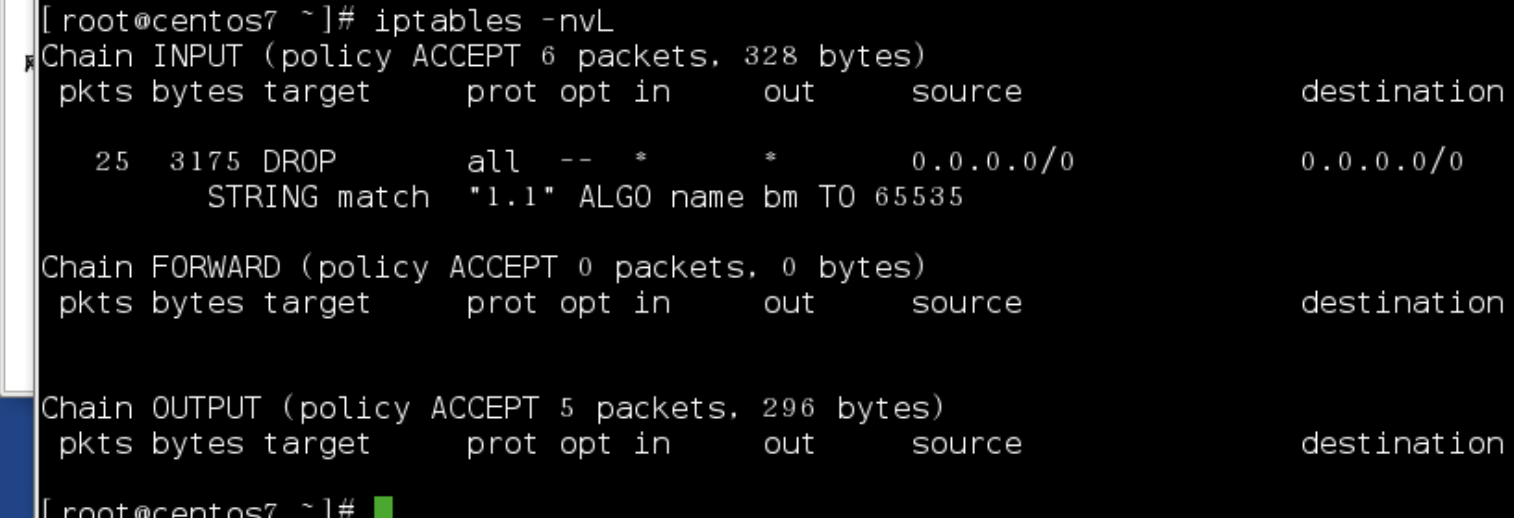 [root@centos7 ~]# iptables -nvL
Chain INPUT (policy ACCEPT 6 packets, 328 bytes)
 pkts bytes target     prot opt in     out     source               destination
   25  3175 DROP       all  --  *      *       0.0.0.0/0            0.0.0.0/0
         STRING match  "1.1" ALGO name bm TO 65535
Chain FORWARD (policy ACCEPT 0 packets, 0 bytes)
 pkts bytes target     prot opt in     out     source               destination
Chain OUTPUT (policy ACCEPT 5 packets, 296 bytes)
 pkts bytes target     prot opt in     out     source               destination
[root@centos7 ~]#